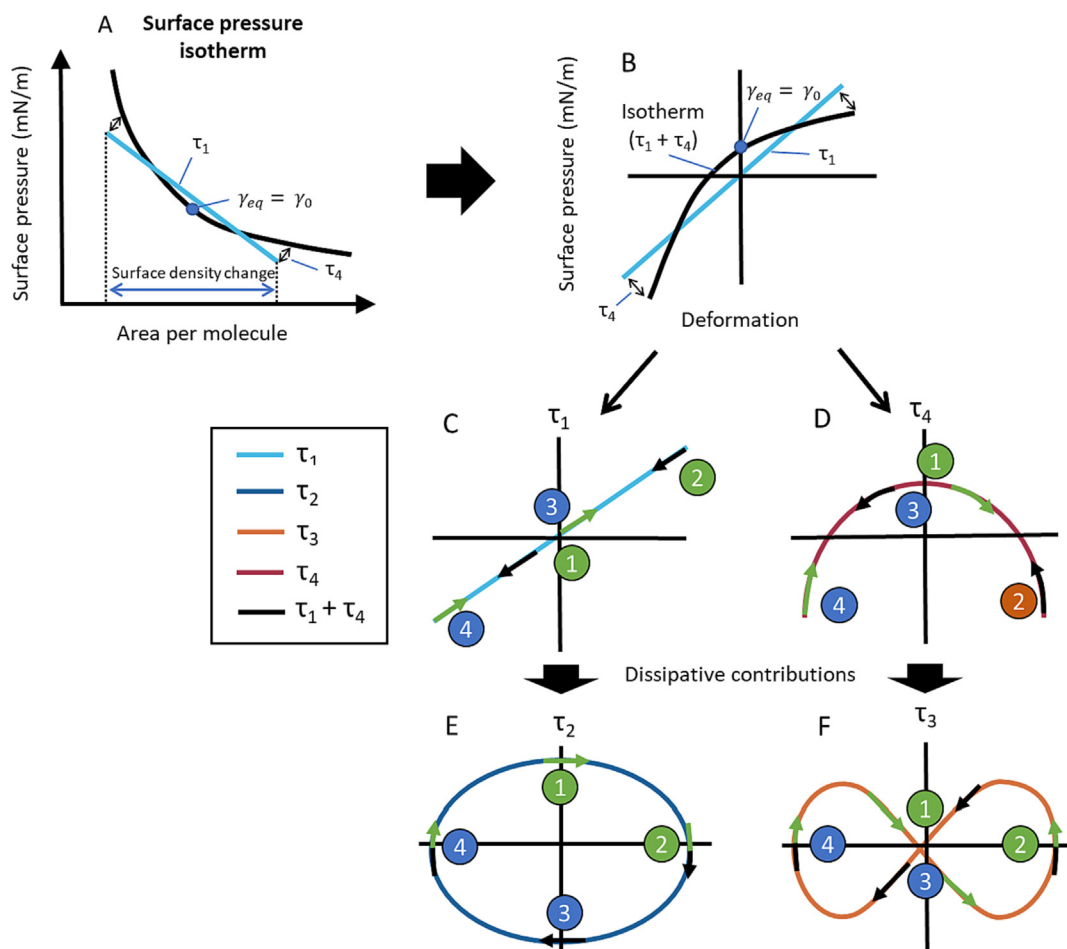 A
Surface pressure
isotherm
Surface pressure (mN/m)
τ₁
γeq = γ₀
Surface density change
τ₄
Area per molecule
B
Surface pressure (mN/m)
γeq = γ₀
Isotherm
(τ₁ + τ₄)
τ₁
τ₄
Deformation
τ₁
τ₂
τ₃
τ₄
τ₁ + τ₄
C
τ₁
3
2
1
4
D
τ₄
1
3
4
2
Dissipative contributions
E
τ₂
1
4
2
3
F
τ₃
1
4
2
3